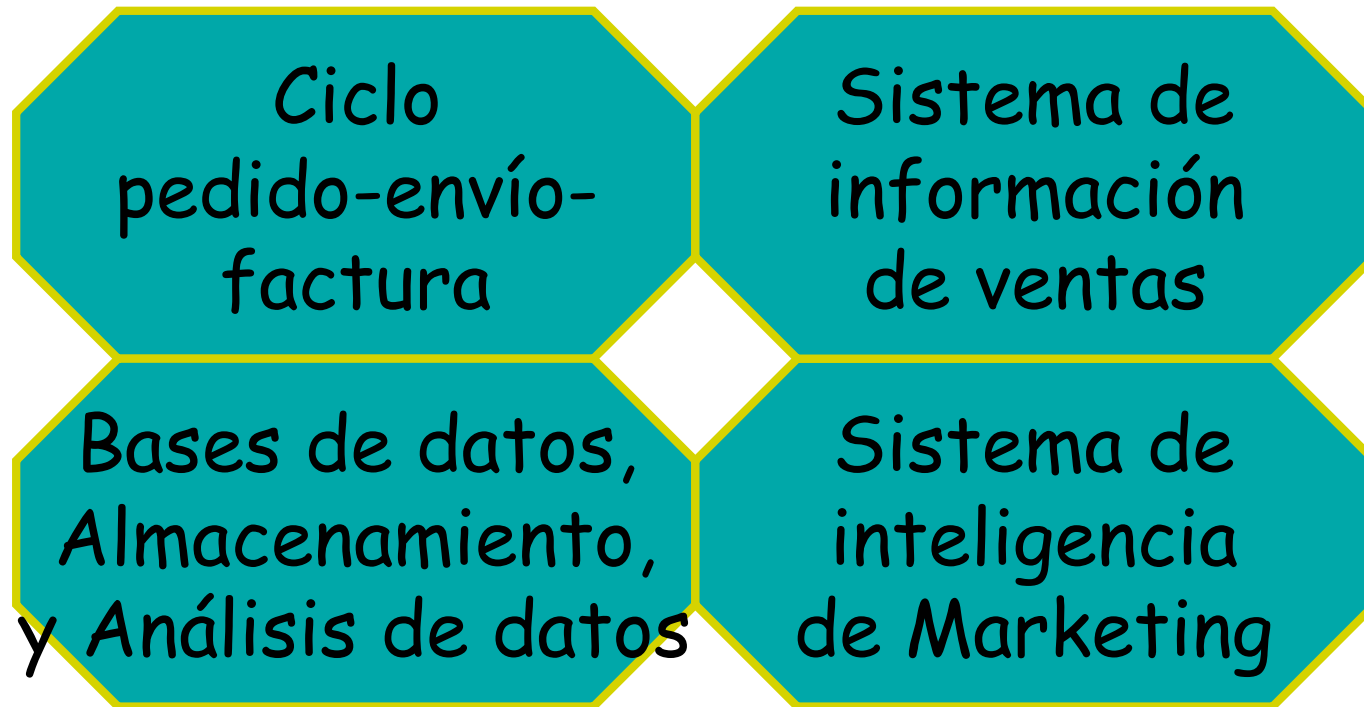 Ciclo
pedido-envío-
factura
Sistema de
información
de ventas
Bases de datos,
Almacenamiento,
y Análisis de datos
Sistema de
inteligencia
de Marketing